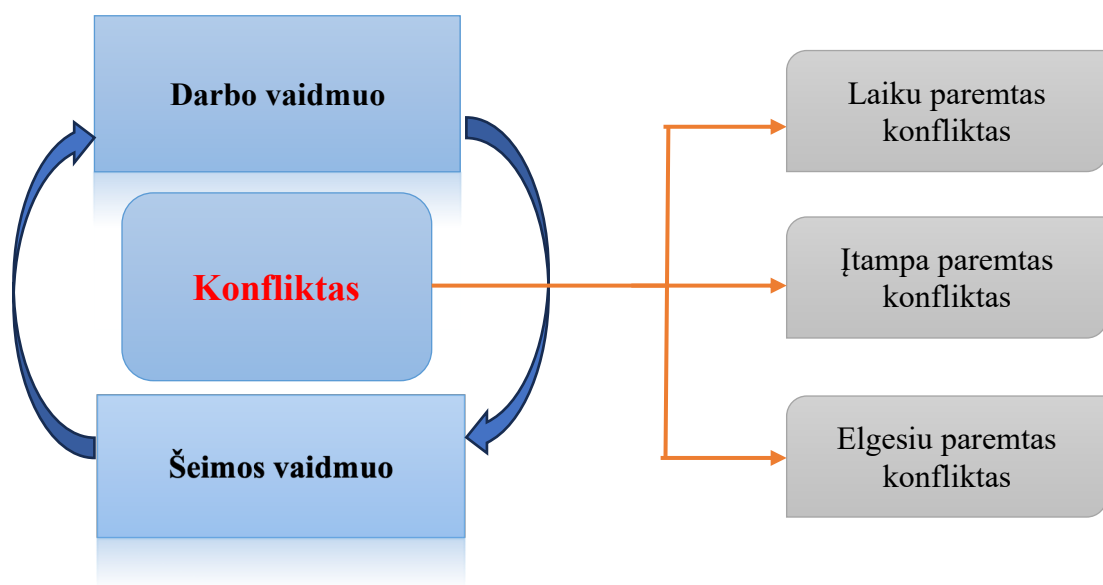 Darbo vaidmuo
Konfliktas
Šeimos vaidmuo
Laiku paremtas
konfliktas
Įtampa paremtas
konfliktas
Elgesiu paremtas
konfliktas